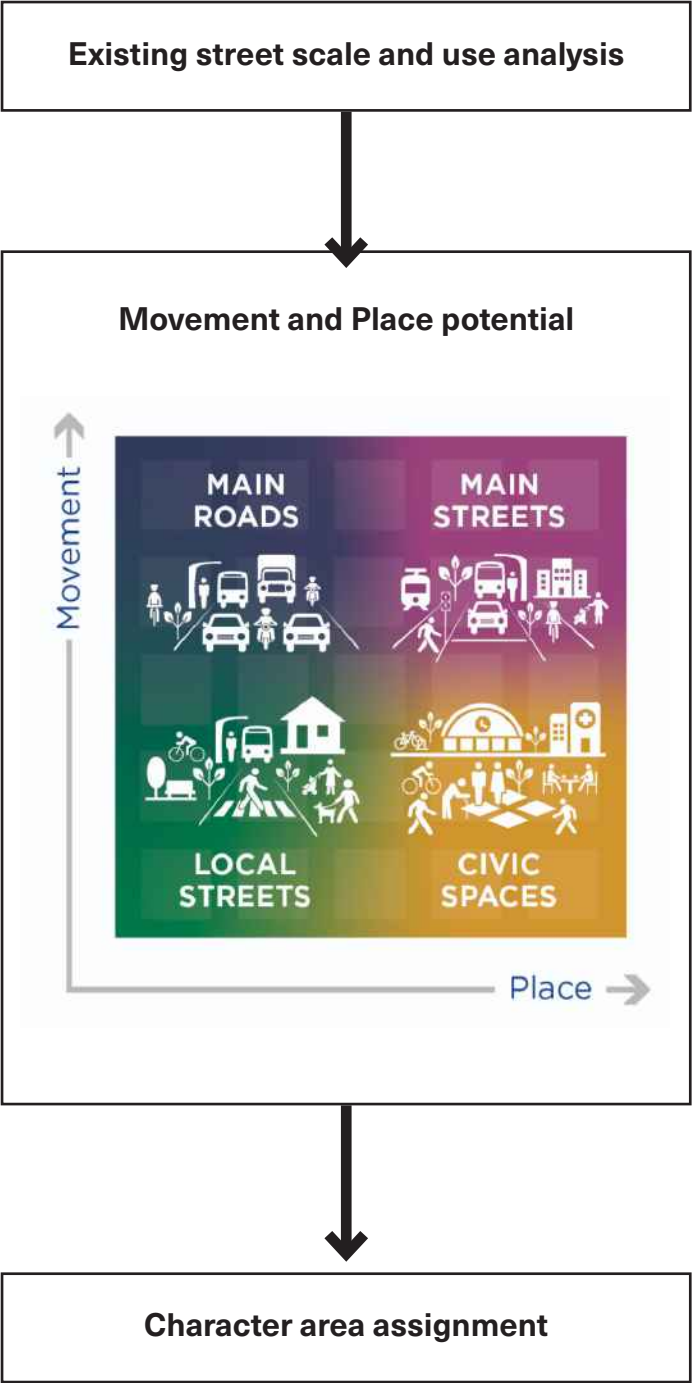 Existing street scale and use analysis
Movement and Place potential
Movement
MAIN
ROADS
MAIN
STREETS
LOCAL
STREETS
CIVIC
SPACES
Place
Character area assignment